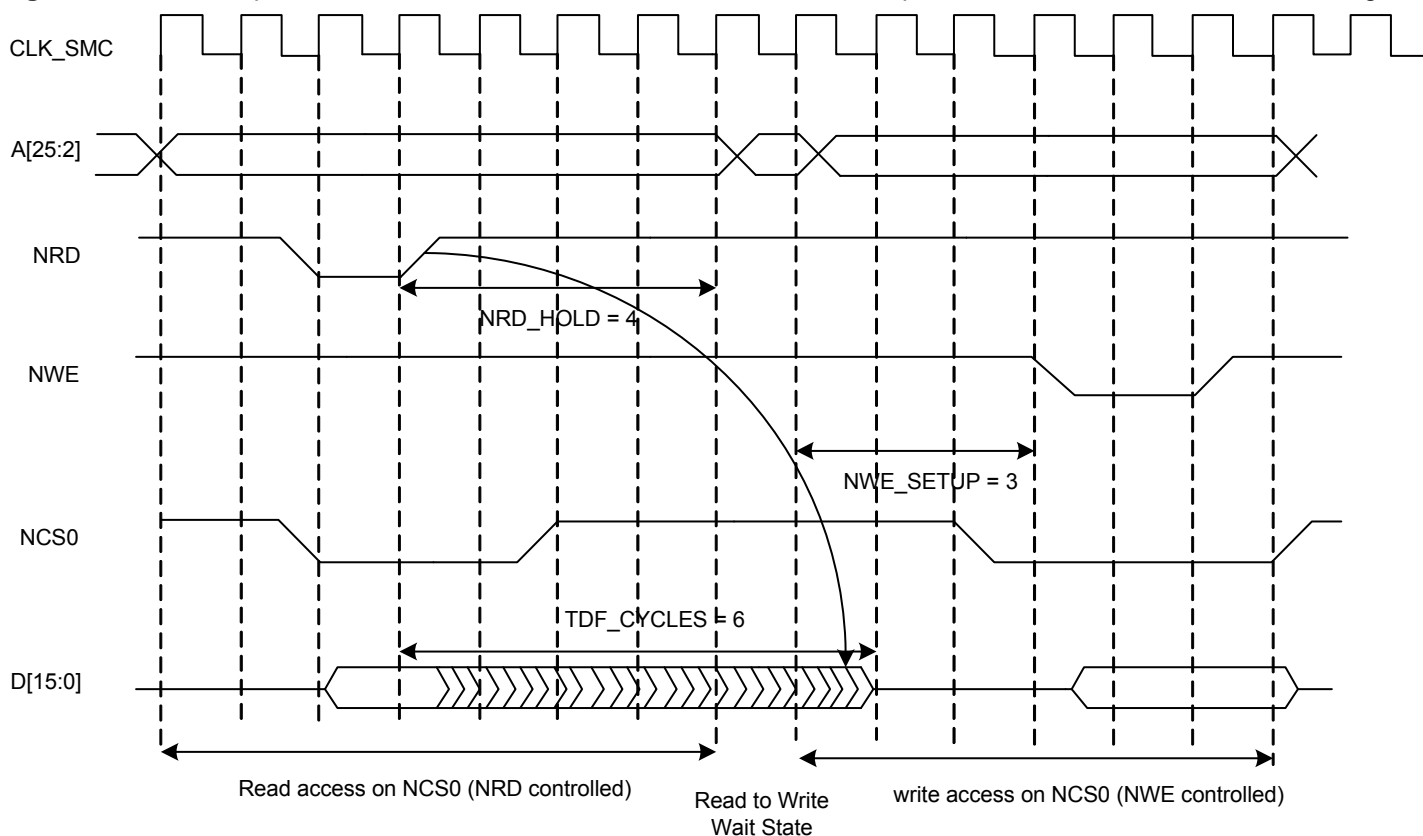 CLK_SMC
A[25:2]
NRD
NRD_HOLD = 4
NWE
NWE_SETUP = 3
NCS0
TDF_CYCLES = 6
D[15:0]
Read access on NCS0 (NRD controlled)
Read to Write
Wait State
write access on NCS0 (NWE controlled)